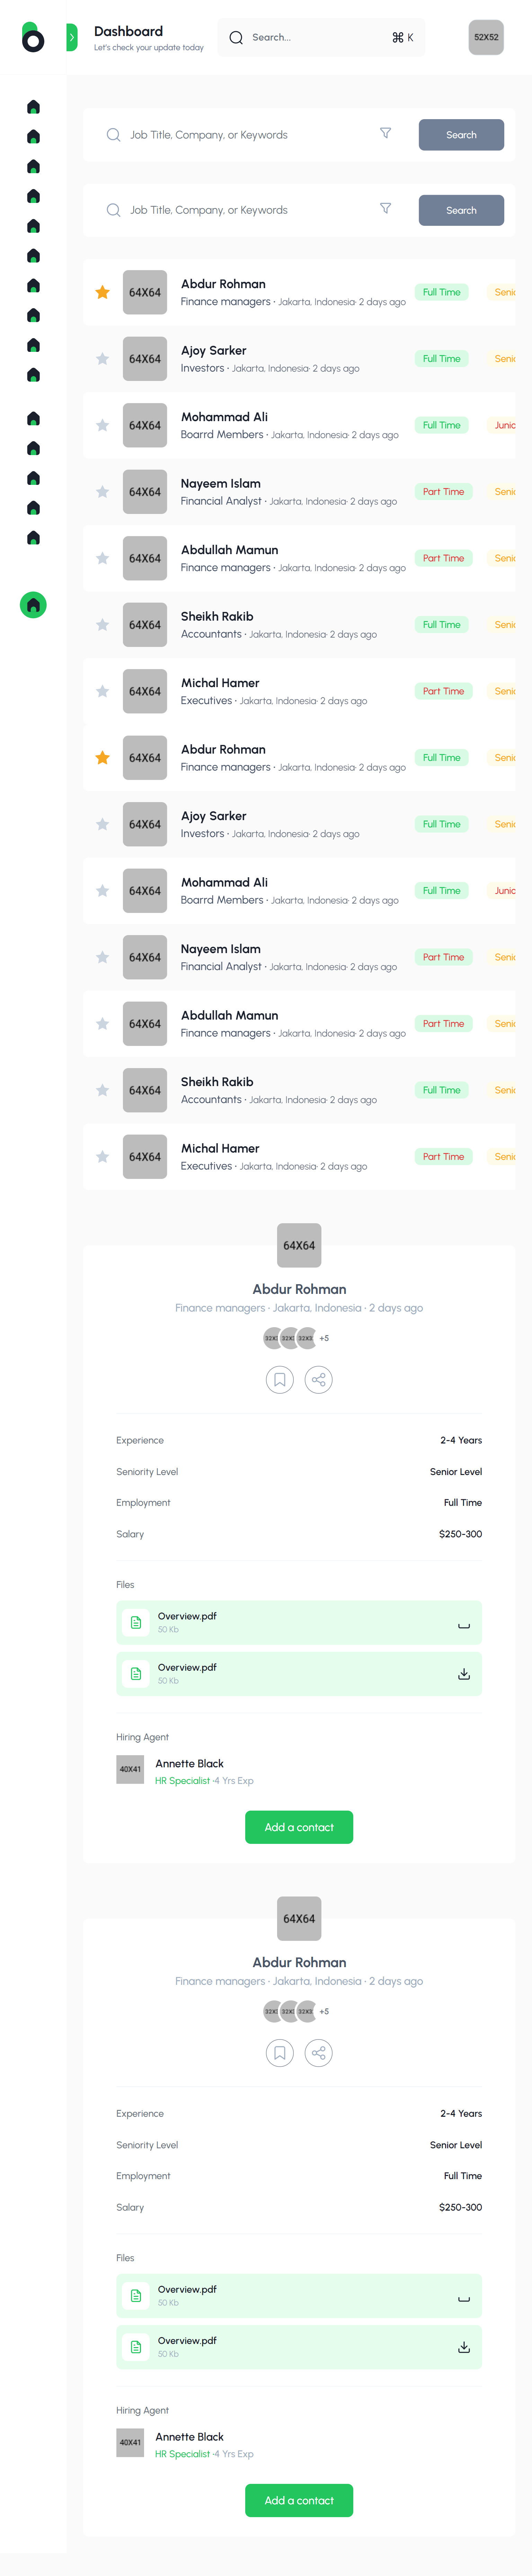 Dashboard
Let's check your update today
Search...
⌘ K
52X52
Job Title, Company, or Keywords
Search
Job Title, Company, or Keywords
Search
64X64
Abdur Rohman
Finance managers · Jakarta, Indonesia· 2 days ago
Full Time
Senic
64X64
Ajoy Sarker
Investors · Jakarta, Indonesia· 2 days ago
Full Time
Senic
64X64
Mohammad Ali
Boarrd Members · Jakarta, Indonesia· 2 days ago
Full Time
Junic
64X64
Nayeem Islam
Financial Analyst · Jakarta, Indonesia· 2 days ago
Part Time
Senic
64X64
Abdullah Mamun
Finance managers · Jakarta, Indonesia· 2 days ago
Part Time
Senic
64X64
Sheikh Rakib
Accountants · Jakarta, Indonesia· 2 days ago
Full Time
Senic
64X64
Michal Hamer
Executives · Jakarta, Indonesia· 2 days ago
Part Time
Senic
64X64
Abdur Rohman
Finance managers · Jakarta, Indonesia· 2 days ago
Full Time
Senic
64X64
Ajoy Sarker
Investors · Jakarta, Indonesia· 2 days ago
Full Time
Senic
64X64
Mohammad Ali
Boarrd Members · Jakarta, Indonesia· 2 days ago
Full Time
Junic
64X64
Nayeem Islam
Financial Analyst · Jakarta, Indonesia· 2 days ago
Part Time
Senic
64X64
Abdullah Mamun
Finance managers · Jakarta, Indonesia· 2 days ago
Part Time
Senic
64X64
Sheikh Rakib
Accountants · Jakarta, Indonesia· 2 days ago
Full Time
Senic
64X64
Michal Hamer
Executives · Jakarta, Indonesia· 2 days ago
Part Time
Senic
64X64
Abdur Rohman
Finance managers · Jakarta, Indonesia · 2 days ago
+5
Experience
2-4 Years
Seniority Level
Senior Level
Employment
Full Time
Salary
$250-300
Files
Overview.pdf
50 Kb
Overview.pdf
50 Kb
Hiring Agent
40X41
Annette Black
HR Specialist ·4 Yrs Exp
Add a contact
64X64
Abdur Rohman
Finance managers · Jakarta, Indonesia · 2 days ago
+5
Experience
2-4 Years
Seniority Level
Senior Level
Employment
Full Time
Salary
$250-300
Files
Overview.pdf
50 Kb
Overview.pdf
50 Kb
Hiring Agent
40X41
Annette Black
HR Specialist ·4 Yrs Exp
Add a contact